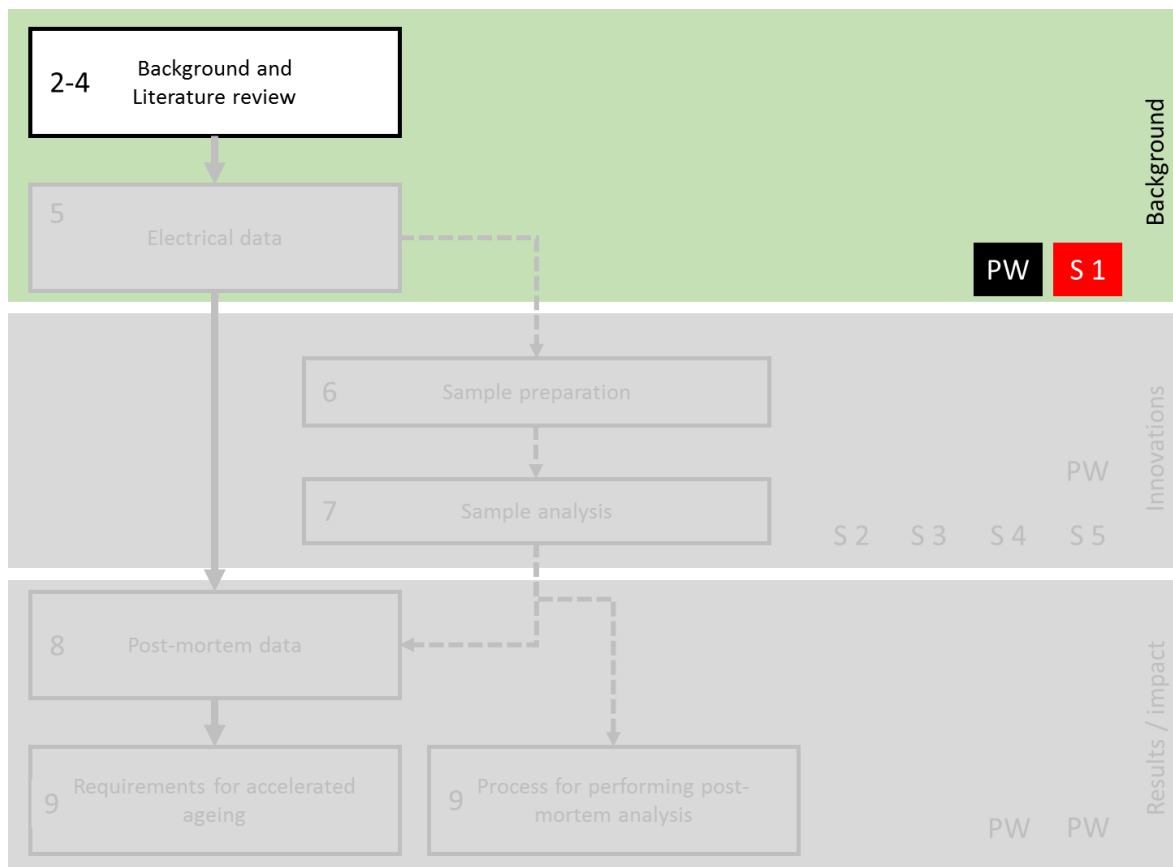 2-4
Background and
Literature review
5
Electrical data
Background
PW
S 1
6
Sample preparation
7
Sample analysis
Innovations
PW
S 2
S 3
S 4
S 5
8
Post-mortem data
9
Requirements for accelerated
ageing
9
Process for performing post-
mortem analysis
Results / impact
PW
PW